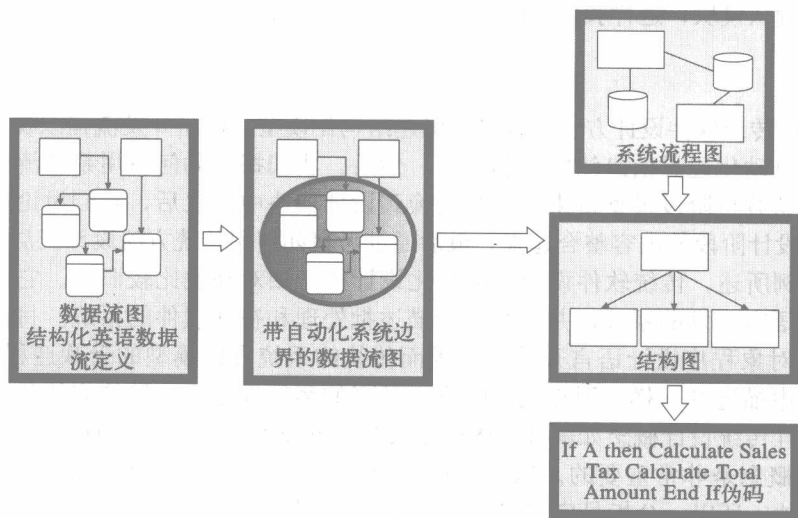 系统流程图
数据流图
结构化英语数据
流定义
带自动化系统边
界的数据流图
结构图
If A then Calculate Sales
Tax Calculate Total
Amount End If伪码